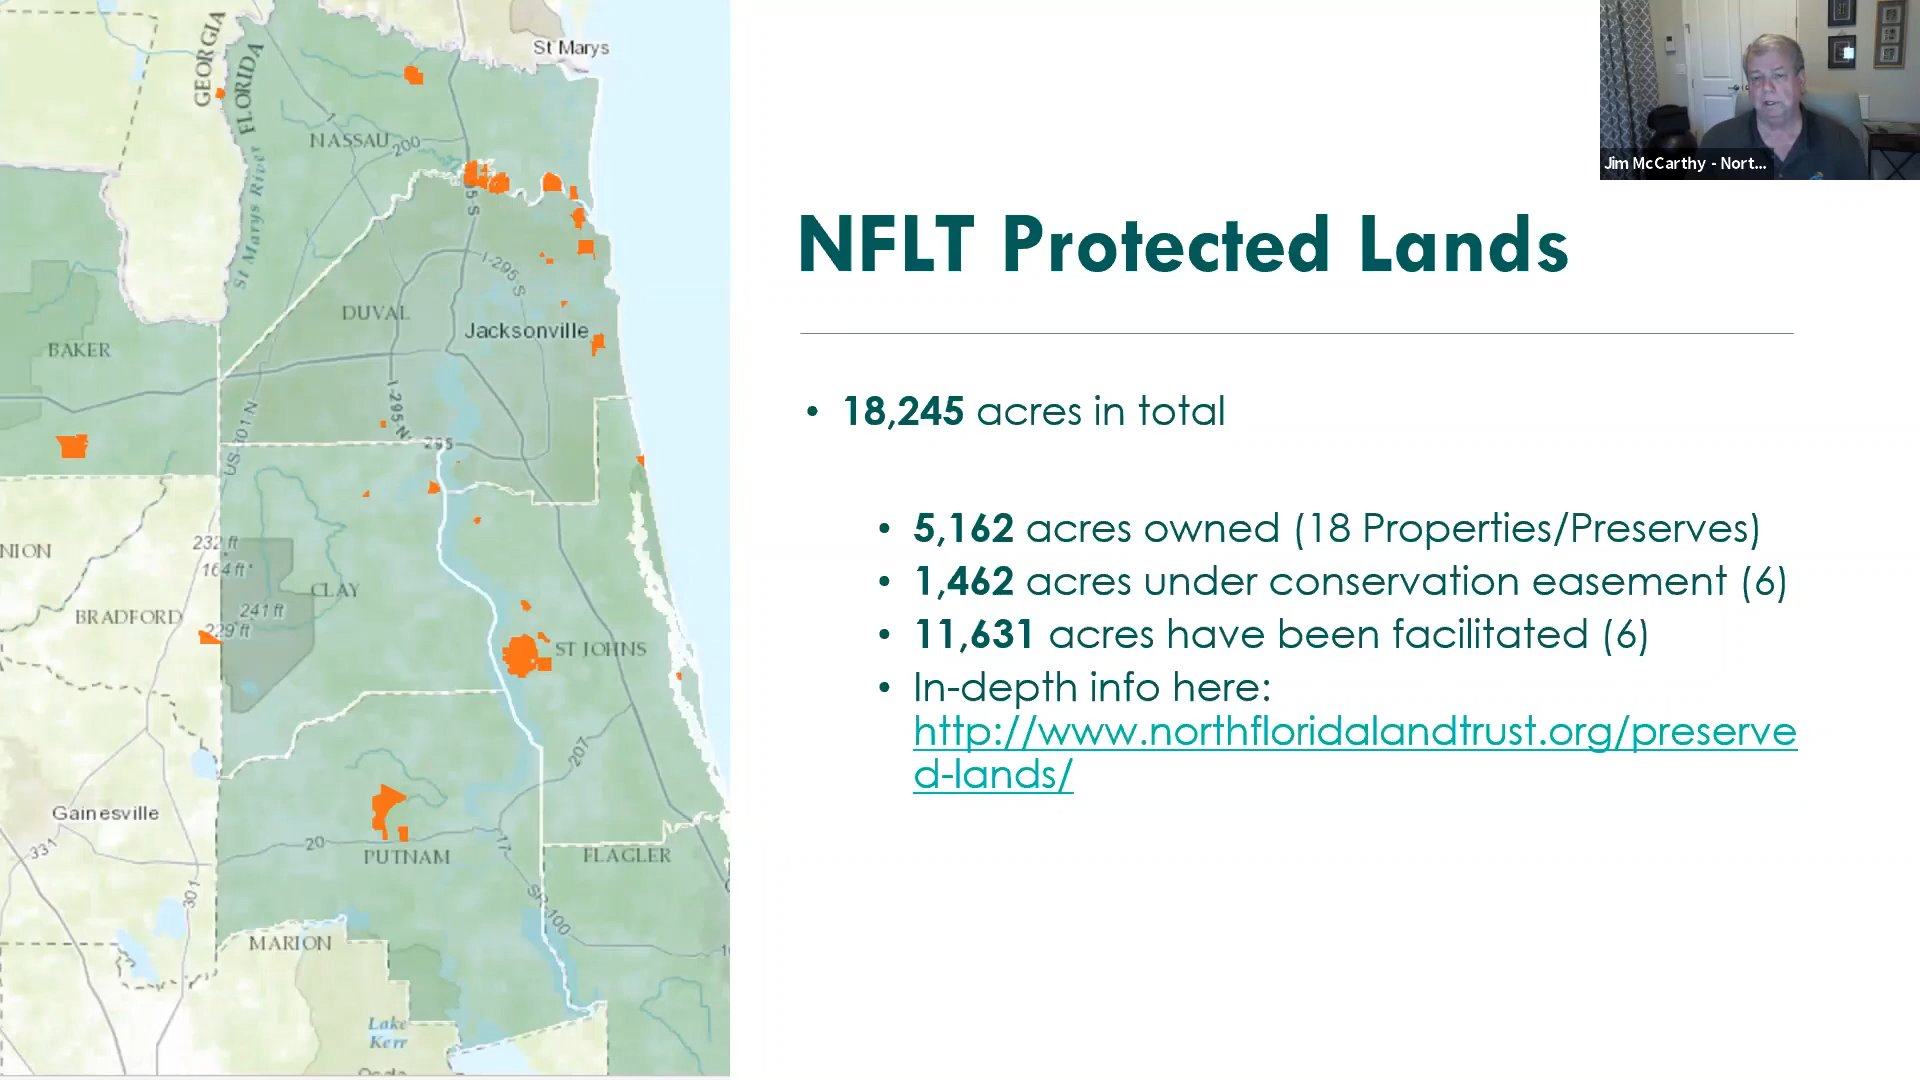 GEORGIA
FLORIDA
St Marys
St Marys River
NASSAU
200
1
I-295-S
DUVAL
Jacksonville
BAKER
I-295-N
US-301-N
295
232 ft
164 ft
CLAY
241 ft
BRADFORD
229 ft
ST JOHNS
207
Gainesville
331
20
17
PUTNAM
FLAGLER
301
SR-100
MARION
Lake
Kerr
Jim McCarthy - Nort...
NFLT Protected Lands
• 18,245 acres in total
• 5,162 acres owned (18 Properties/Preserves)
• 1,462 acres under conservation easement (6)
• 11,631 acres have been facilitated (6)
• In-depth info here:
http://www.northfloridalandtrust.org/preserve
d-lands/